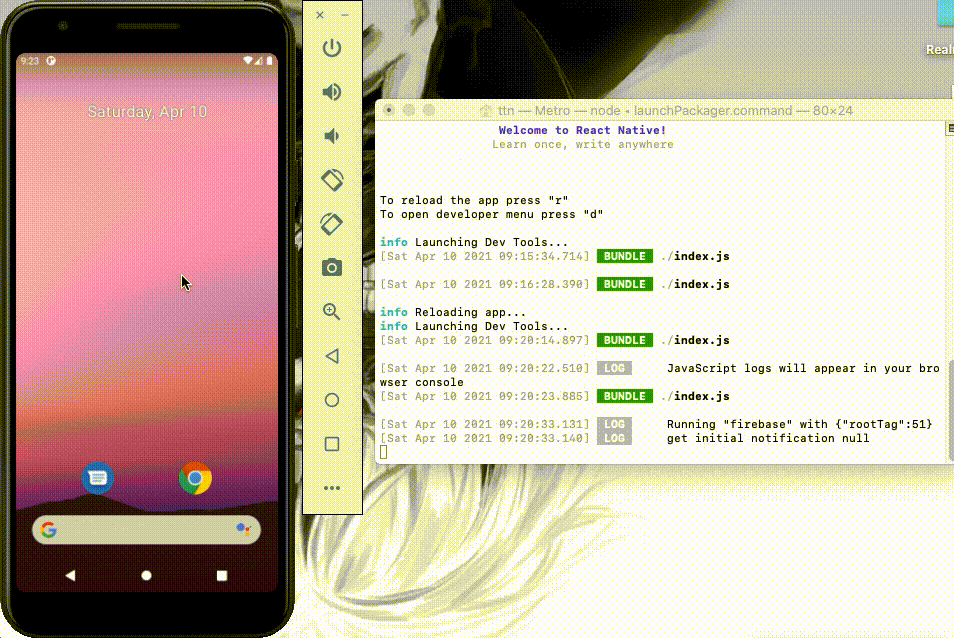 9:23
Saturday, Apr 10
ttn — Metro — node • launchPackager.command — 80×24
Welcome to React Native!
Learn once, write anywhere
To reload the app press "r"
To open developer menu press "d"
info Launching Dev Tools...
[Sat Apr 10 2021 09:15:34.714] BUNDLE ./index.js
[Sat Apr 10 2021 09:16:28.390] BUNDLE ./index.js
info Reloading app...
info Launching Dev Tools...
[Sat Apr 10 2021 09:20:14.897] BUNDLE ./index.js
[Sat Apr 10 2021 09:20:22.510] LOG JavaScript logs will appear in your bro
wser console
[Sat Apr 10 2021 09:20:23.885] BUNDLE ./index.js
[Sat Apr 10 2021 09:20:33.131] LOG Running "firebase" with {"rootTag":51}
[Sat Apr 10 2021 09:20:33.140] LOG get initial notification null